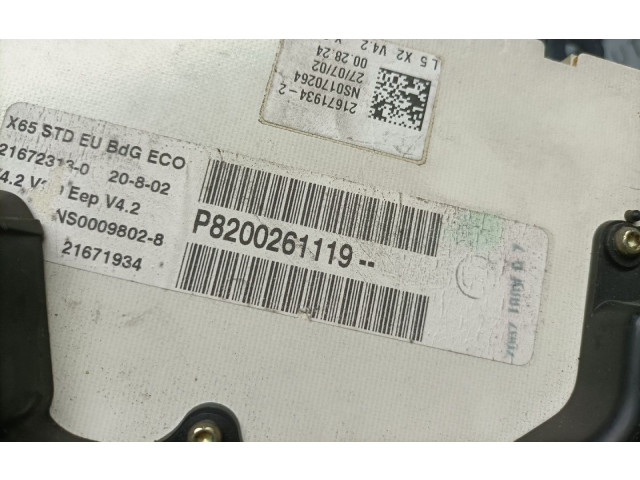 L 5 X2 V4.2
00.28.24
27/07/02
NS0170264
21671934-2
X65 STD EU BdG ECO
20-8-02
Eep V4.2
NS0009802-8
21671934
P8200261119--